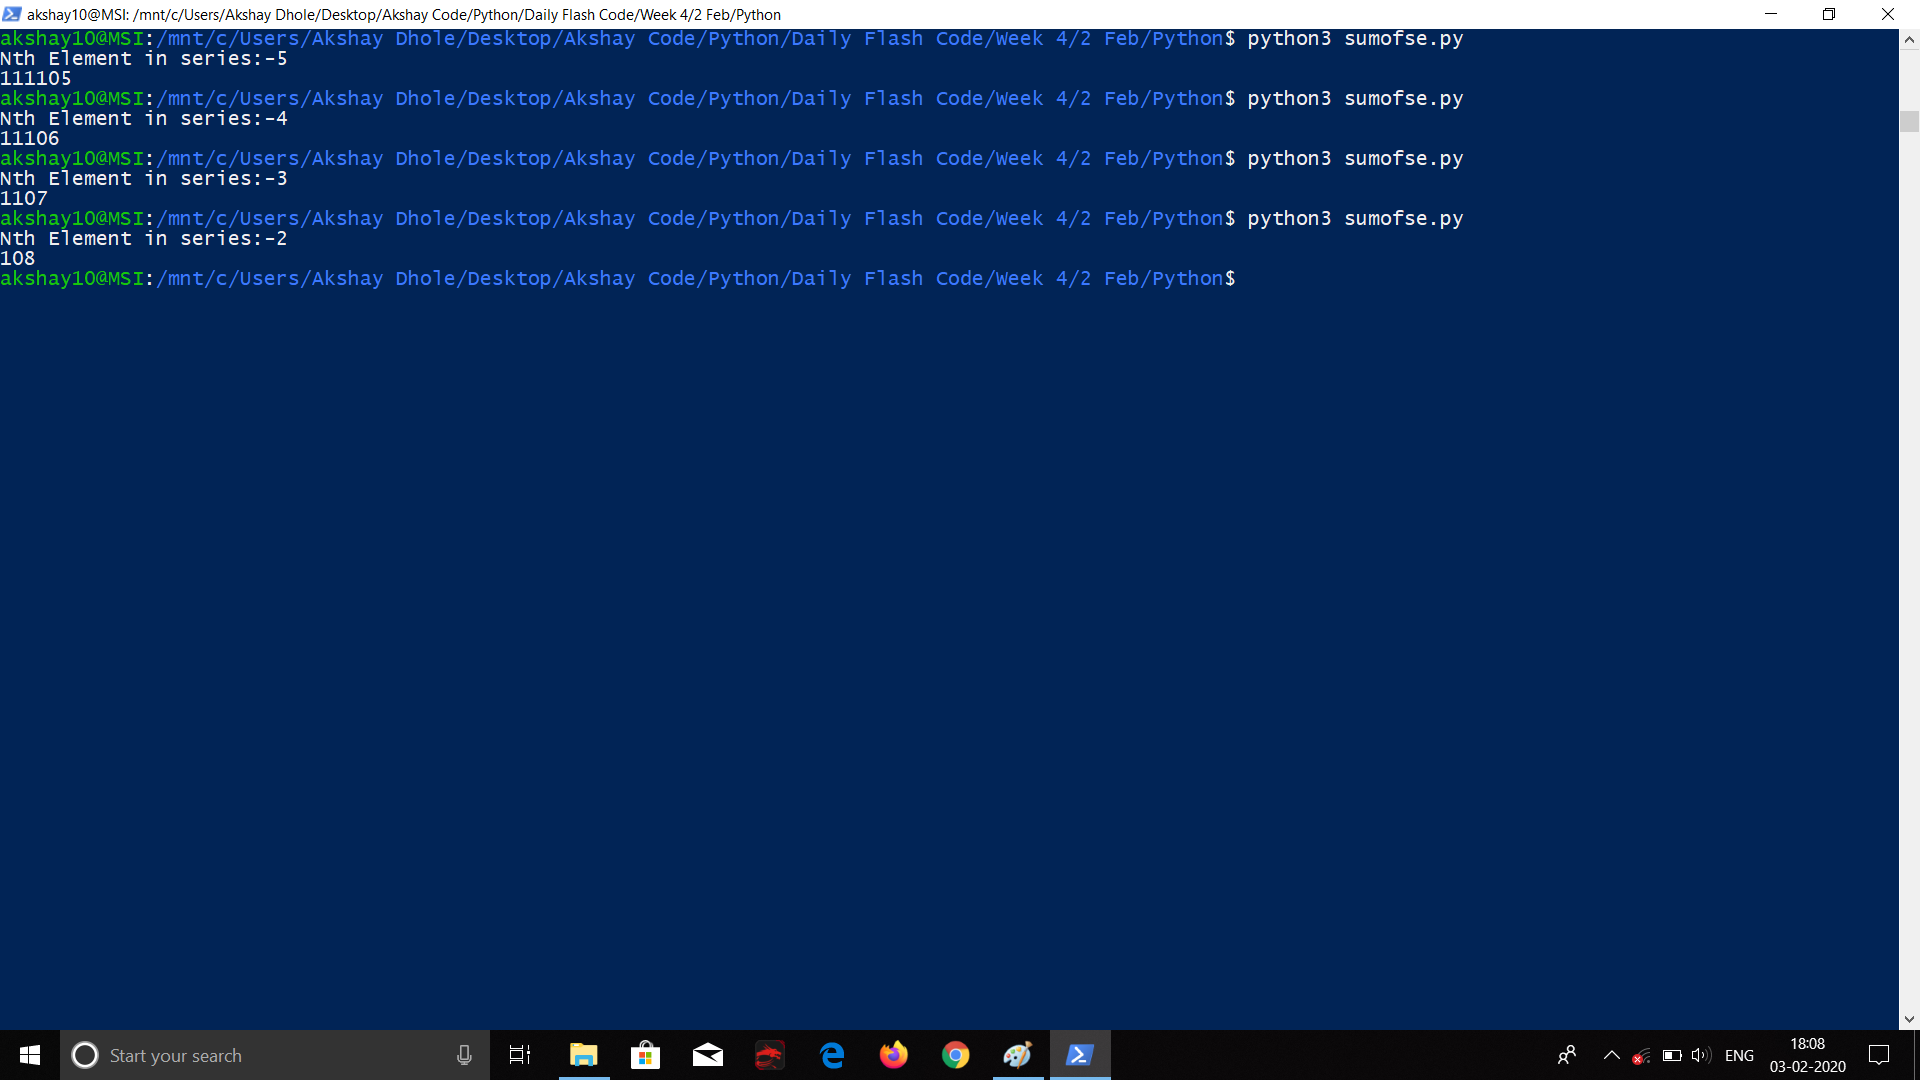 akshay10@MSI: /mnt/c/Users/Akshay Dhole/Desktop/Akshay Code/Python/Daily Flash Code/Week 4/2 Feb/Python
akshay10@MSI:/mnt/c/Users/Akshay Dhole/Desktop/Akshay Code/Python/Daily Flash Code/Week 4/2 Feb/Python$ python3 sumofse.py
Nth Element in series:-5
111105
akshay10@MSI:/mnt/c/Users/Akshay Dhole/Desktop/Akshay Code/Python/Daily Flash Code/Week 4/2 Feb/Python$ python3 sumofse.py
Nth Element in series:-4
11106
akshay10@MSI:/mnt/c/Users/Akshay Dhole/Desktop/Akshay Code/Python/Daily Flash Code/Week 4/2 Feb/Python$ python3 sumofse.py
Nth Element in series:-3
1107
akshay10@MSI:/mnt/c/Users/Akshay Dhole/Desktop/Akshay Code/Python/Daily Flash Code/Week 4/2 Feb/Python$ python3 sumofse.py
Nth Element in series:-2
108
akshay10@MSI:/mnt/c/Users/Akshay Dhole/Desktop/Akshay Code/Python/Daily Flash Code/Week 4/2 Feb/Python$
Start your search
ENG
18:08
03-02-2020